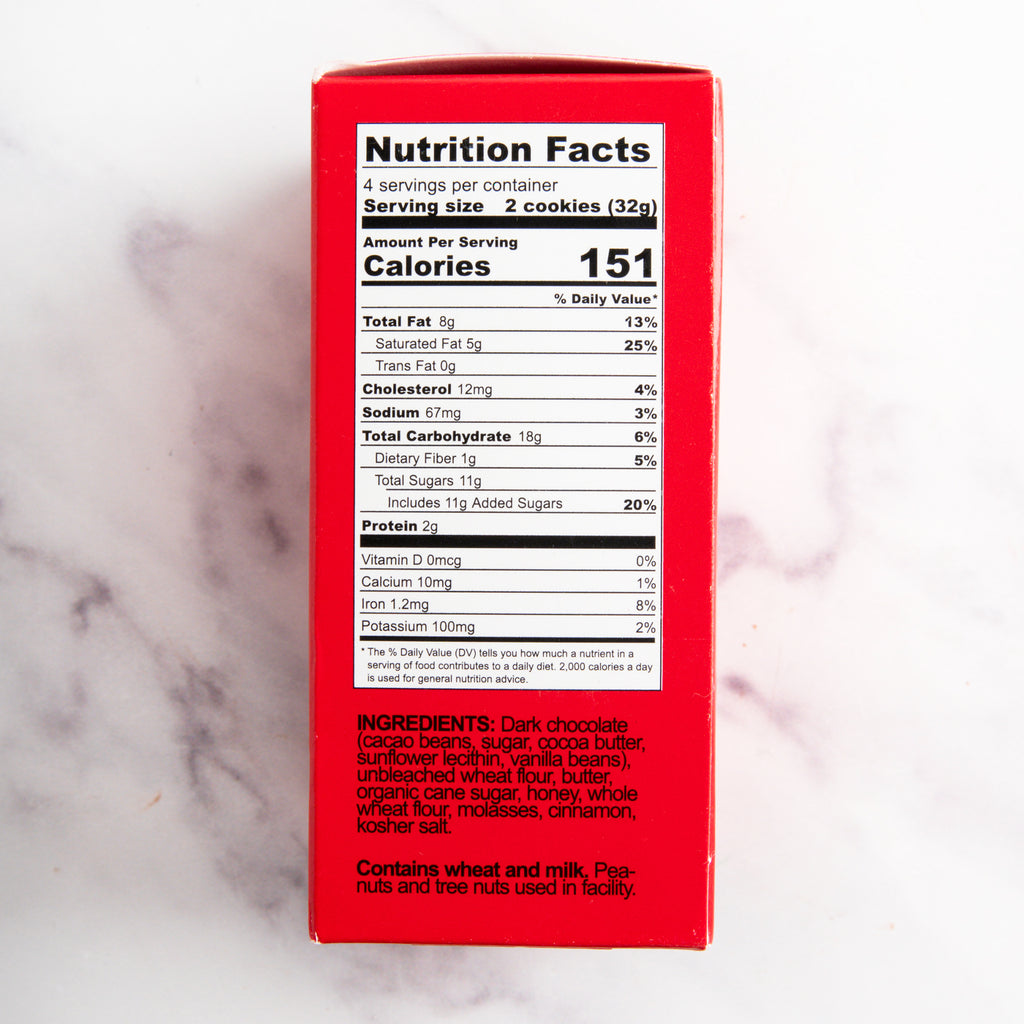 Nutrition Facts
4 servings per container
Serving size 2 cookies (32g)
Amount Per Serving
Calories 151
% Daily Value*
Total Fat 8g 13%
Saturated Fat 5g 25%
Trans Fat 0g
Cholesterol 12mg 4%
Sodium 67mg 3%
Total Carbohydrate 18g 6%
Dietary Fiber 1g 5%
Total Sugars 11g
Includes 11g Added Sugars 20%
Protein 2g
Vitamin D 0mcg 0%
Calcium 10mg 1%
Iron 1.2mg 8%
Potassium 100mg 2%
* The % Daily Value (DV) tells you how much a nutrient in a
serving of food contributes to a daily diet. 2,000 calories a day
is used for general nutrition advice.
INGREDIENTS: Dark chocolate
(cacao beans, sugar, cocoa butter,
sunflower lecithin, vanilla beans),
unbleached wheat flour, butter,
organic cane sugar, honey, whole
wheat flour, molasses, cinnamon,
kosher salt.
Contains wheat and milk. Pea-
nuts and tree nuts used in facility.